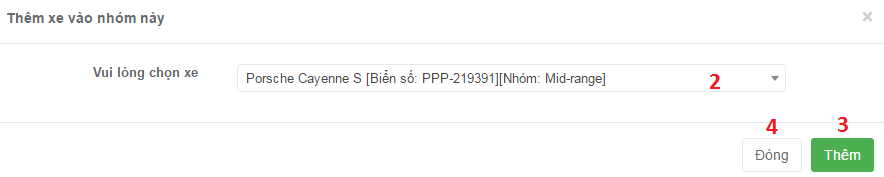 Thêm xe vào nhóm này ×
Vui lòng chọn xe Porsche Cayenne S [Biển số: PPP-219391][Nhóm: Mid-range] 2
4 3
Đóng Thêm